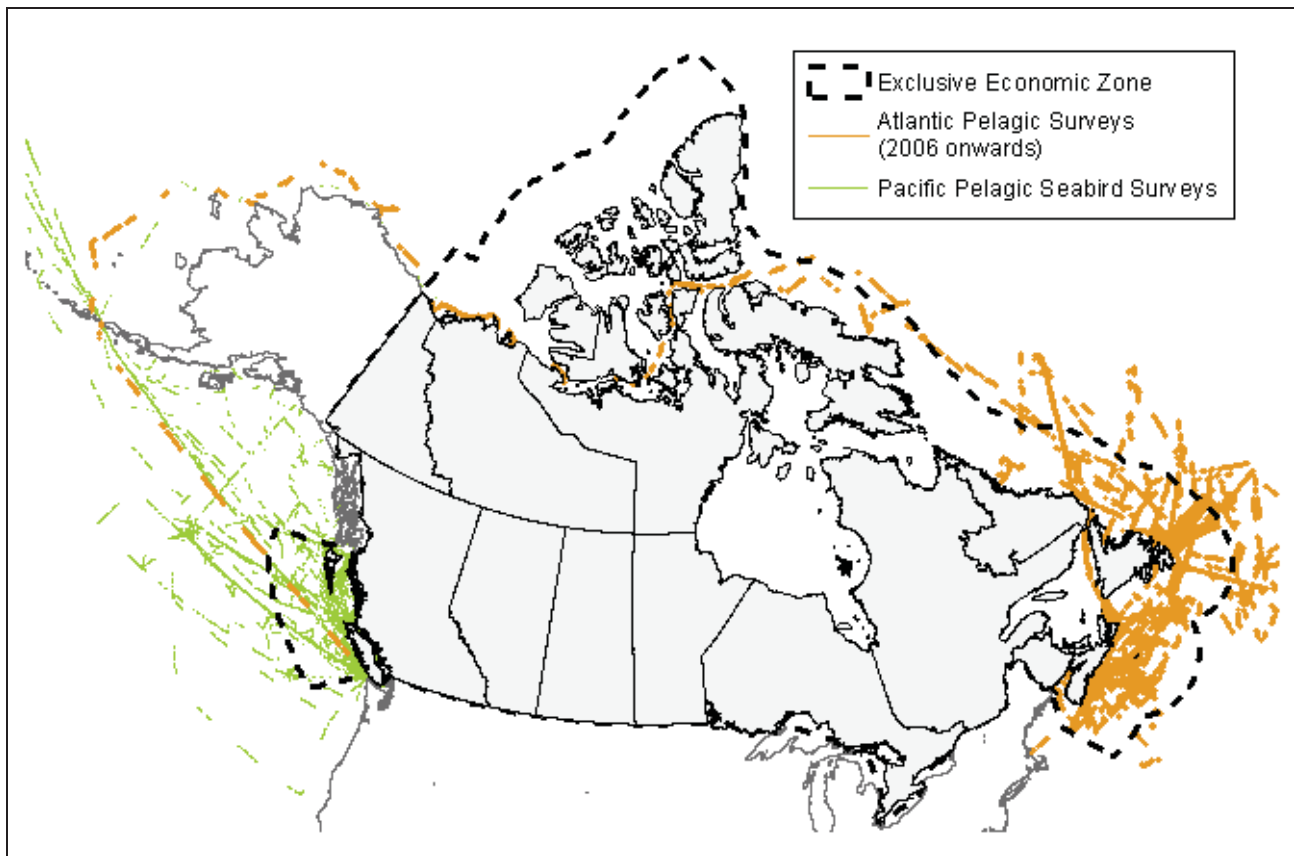 Exclusive Economic Zone
Atlantic Pelagic Surveys
(2006 onwards)
Pacific Pelagic Seabird Surveys